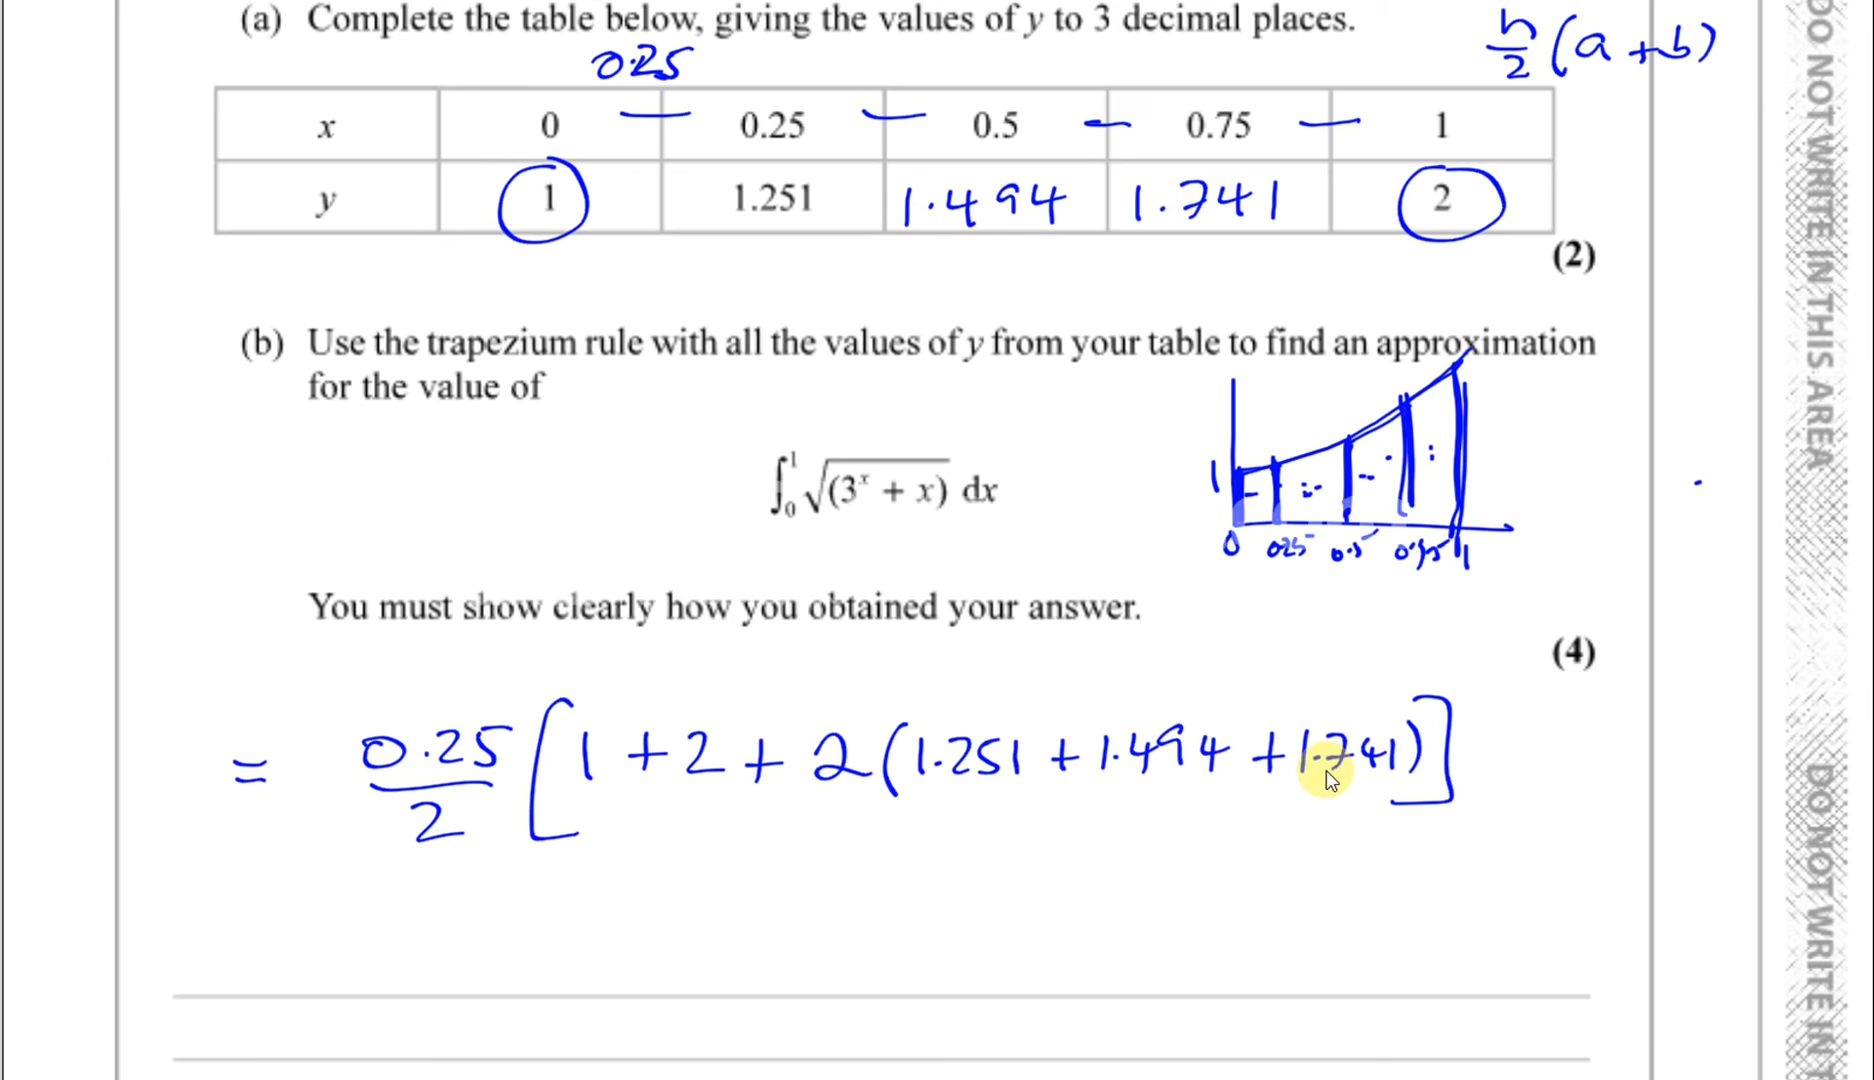 (a) Complete the table below, giving the values of y to 3 decimal places.
h/2 (a + b)
0.25
x 0 0.25 0.5 0.75 1
y 1 1.251 1.494 1.741 2
(2)
(b) Use the trapezium rule with all the values of y from your table to find an approximation
for the value of
∫₀¹ √(3ˣ + x) dx
1
0 0.25 0.5 0.75 1
You must show clearly how you obtained your answer.
(4)
= 0.25/2 [1 + 2 + 2(1.251 + 1.494 + 1.741)]
DO NOT WRITE IN THIS AREA
DO NOT WRITE IN T